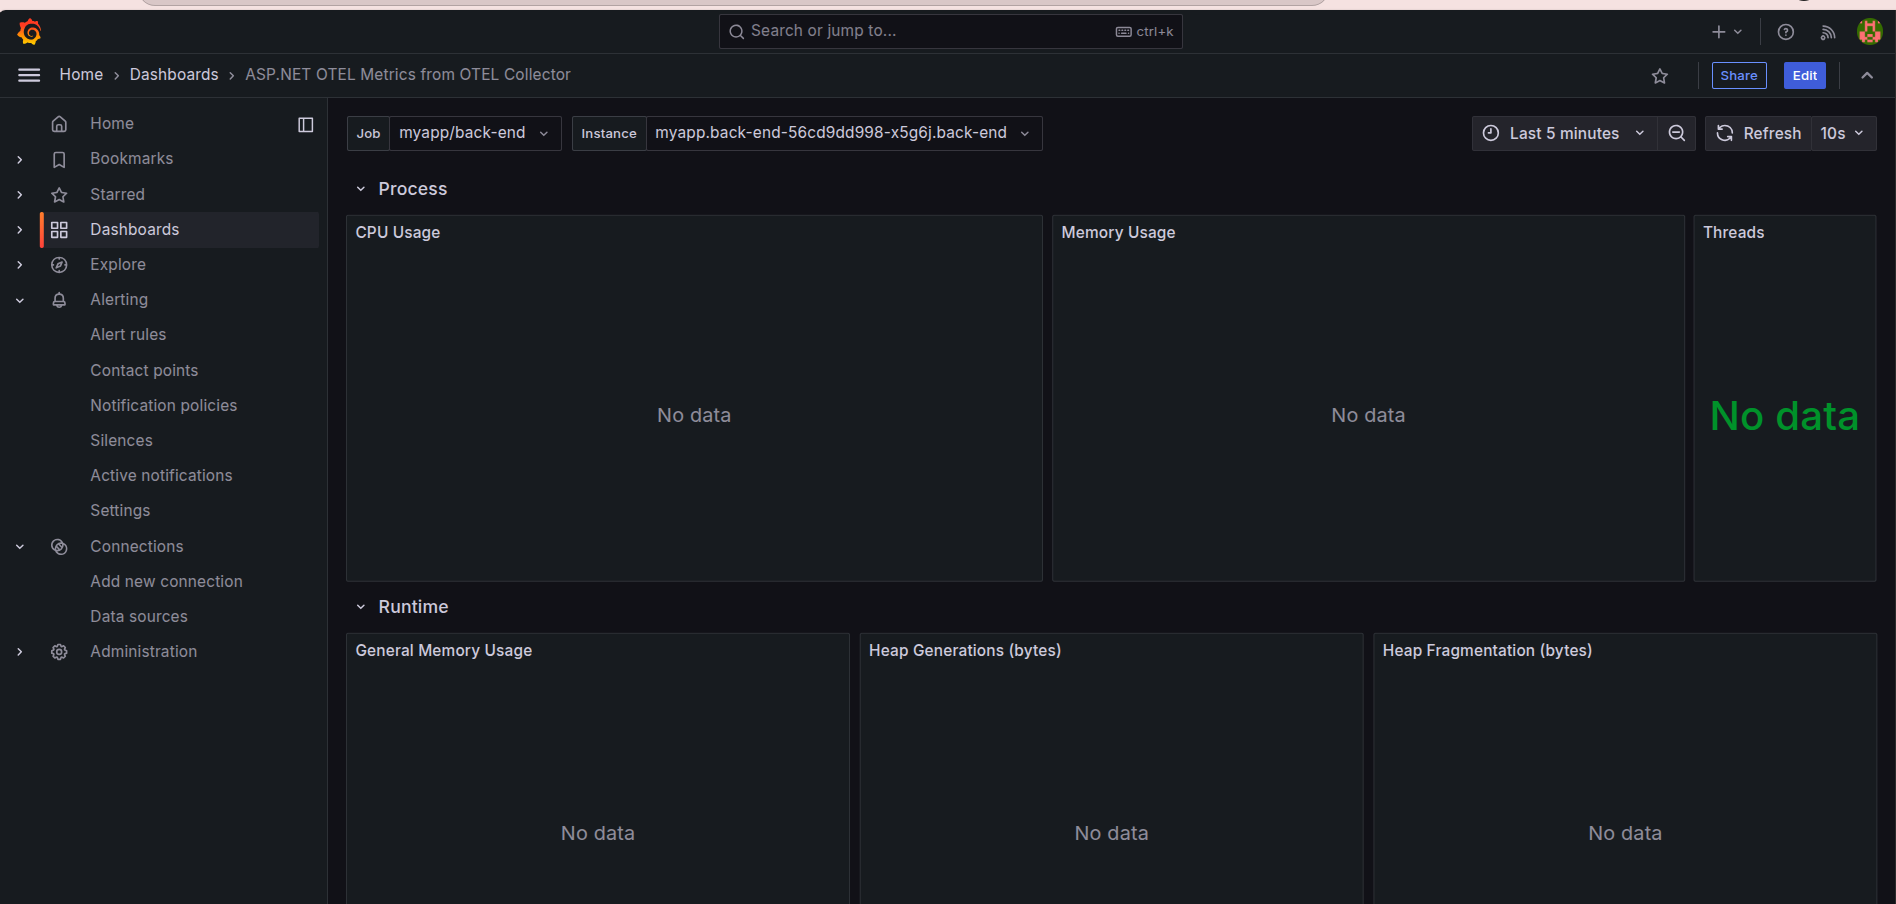 Search or jump to...
ctrl+k
Home › Dashboards › ASP.NET OTEL Metrics from OTEL Collector
Share
Edit
Home
Bookmarks
Starred
Dashboards
Explore
Alerting
Alert rules
Contact points
Notification policies
Silences
Active notifications
Settings
Connections
Add new connection
Data sources
Administration
Job
myapp/back-end
Instance
myapp.back-end-56cd9dd998-x5g6j.back-end
Last 5 minutes
Refresh
10s
Process
CPU Usage
No data
Memory Usage
No data
Threads
No data
Runtime
General Memory Usage
No data
Heap Generations (bytes)
No data
Heap Fragmentation (bytes)
No data